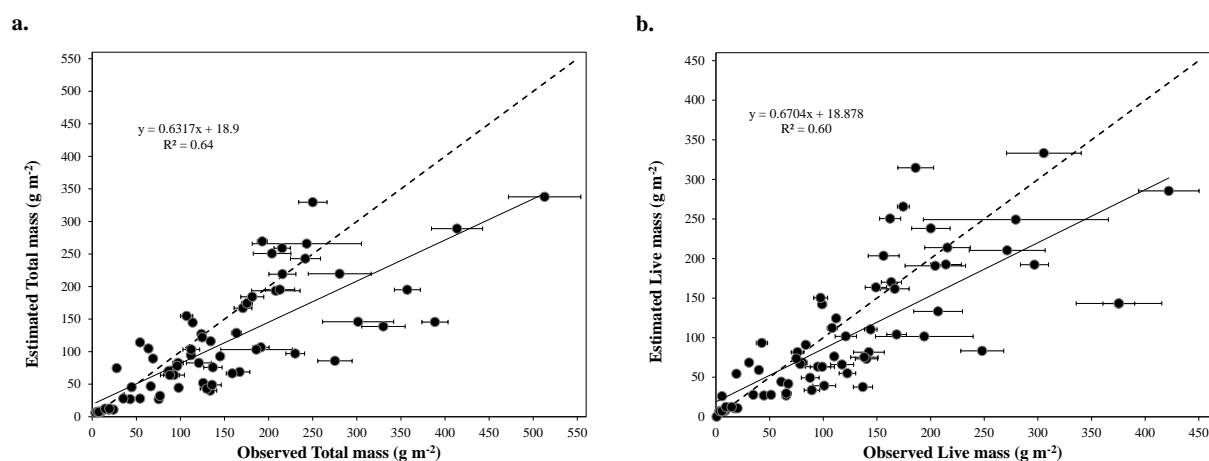 a.
550
500
450
400
350
300
250
200
150
100
50
0
Estimated Total mass (g m-2)
y = 0.6317x + 18.9
R² = 0.64
0 50 100 150 200 250 300 350 400 450 500 550
Observed Total mass (g m-2)
b.
450
400
350
300
250
200
150
100
50
0
Estimated Live mass (g m-2)
y = 0.6704x + 18.878
R² = 0.60
0 50 100 150 200 250 300 350 400 450
Observed Live mass (g m-2)